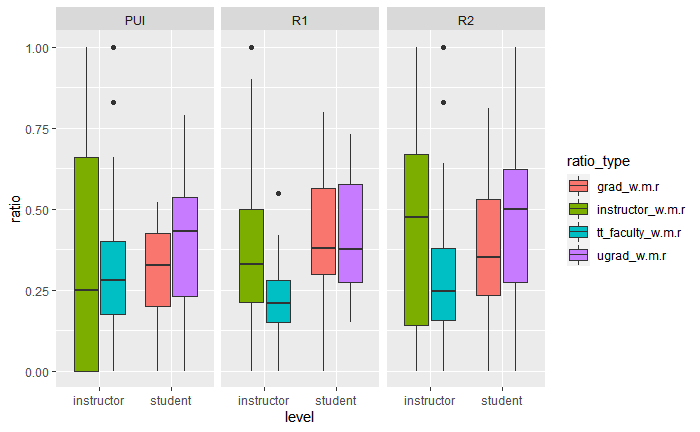 PUI R1 R2
1.00
0.75
0.50
0.25
0.00
ratio
instructor student instructor student instructor student
level
ratio_type
grad_w.m.r
instructor_w.m.r
tt_faculty_w.m.r
ugrad_w.m.r